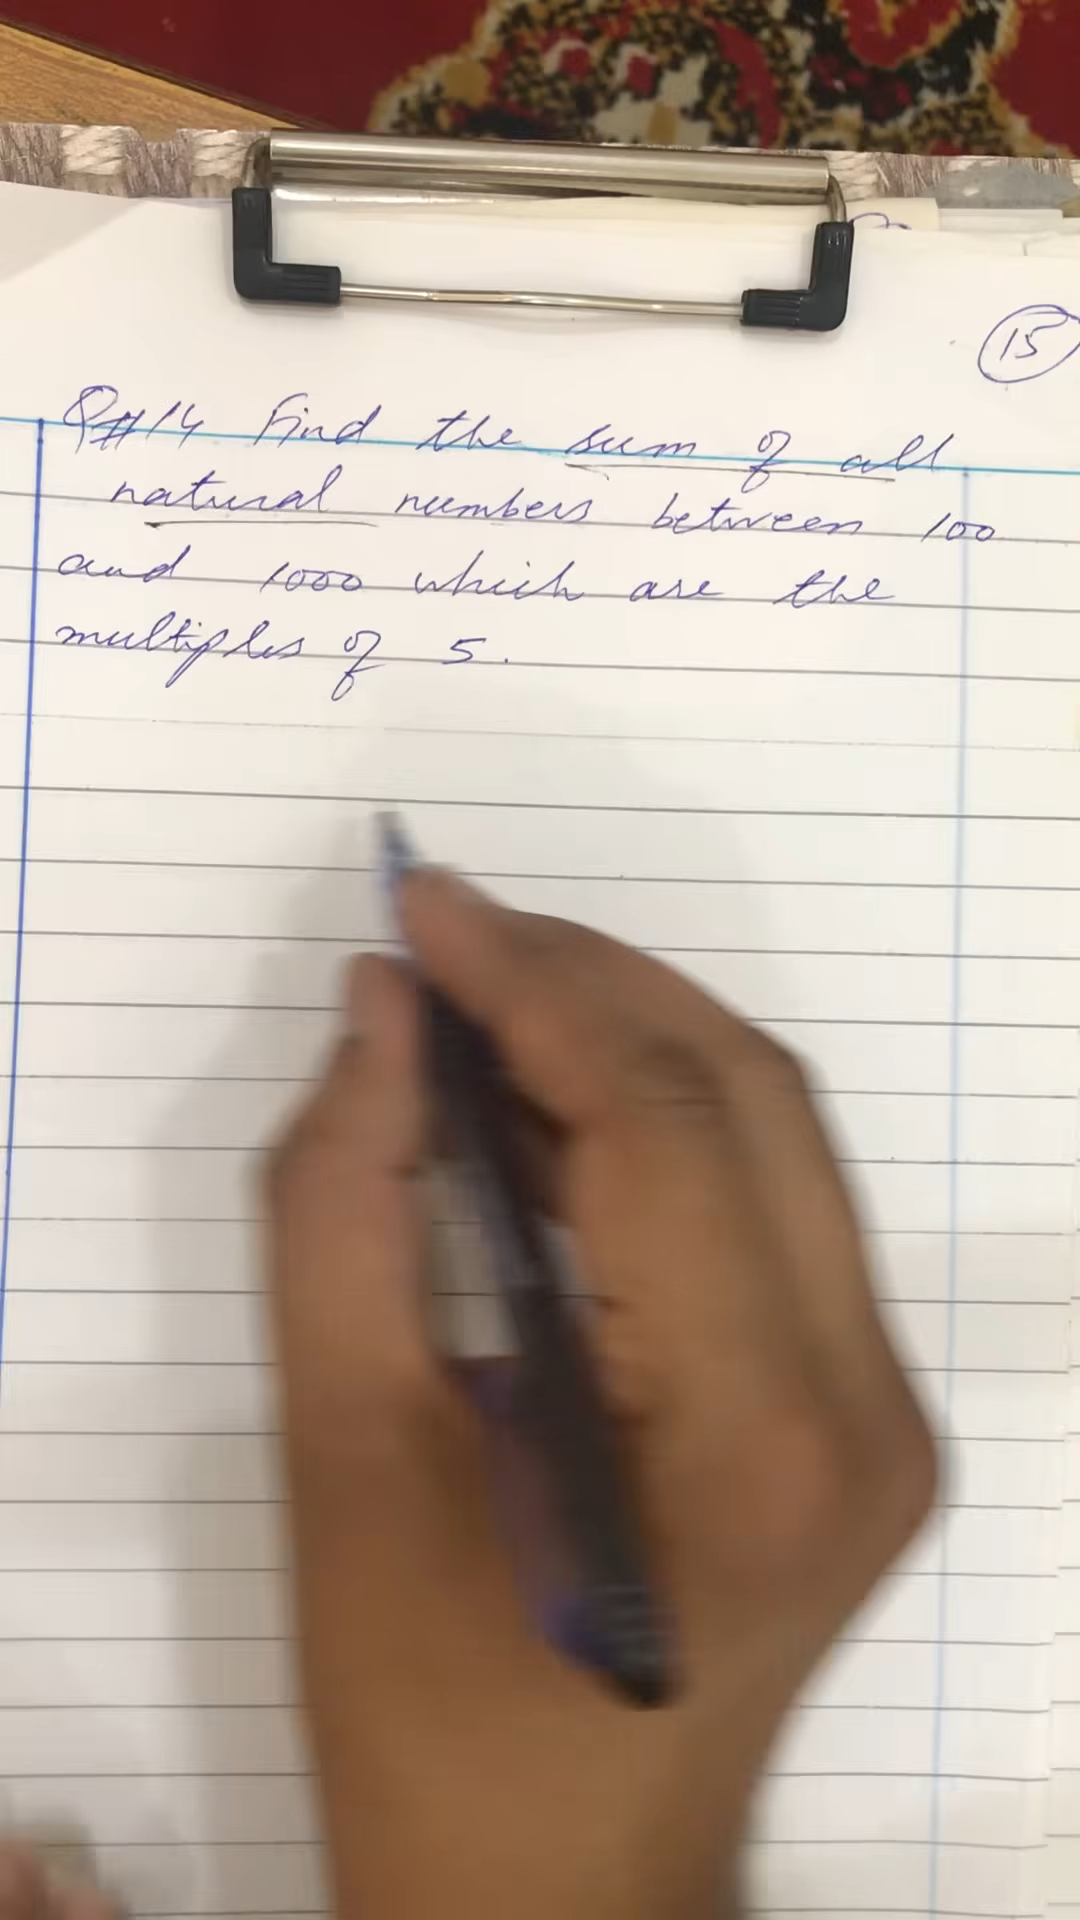 15
Q#14 Find the sum of all
natural numbers between 100
and 1000 which are the
multiples of 5.